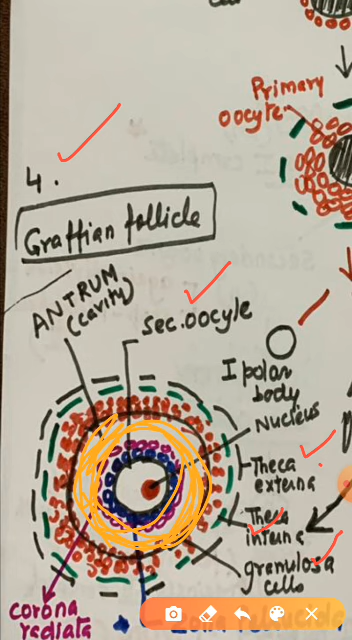 Primary
oocyte
4.
Graffian follicle
ANTRUM
(cavity)
Sec.oocyte
I polar
body
Nucleus
Theca
externa
Theca
interna
granulosa
cells
corona
radiata